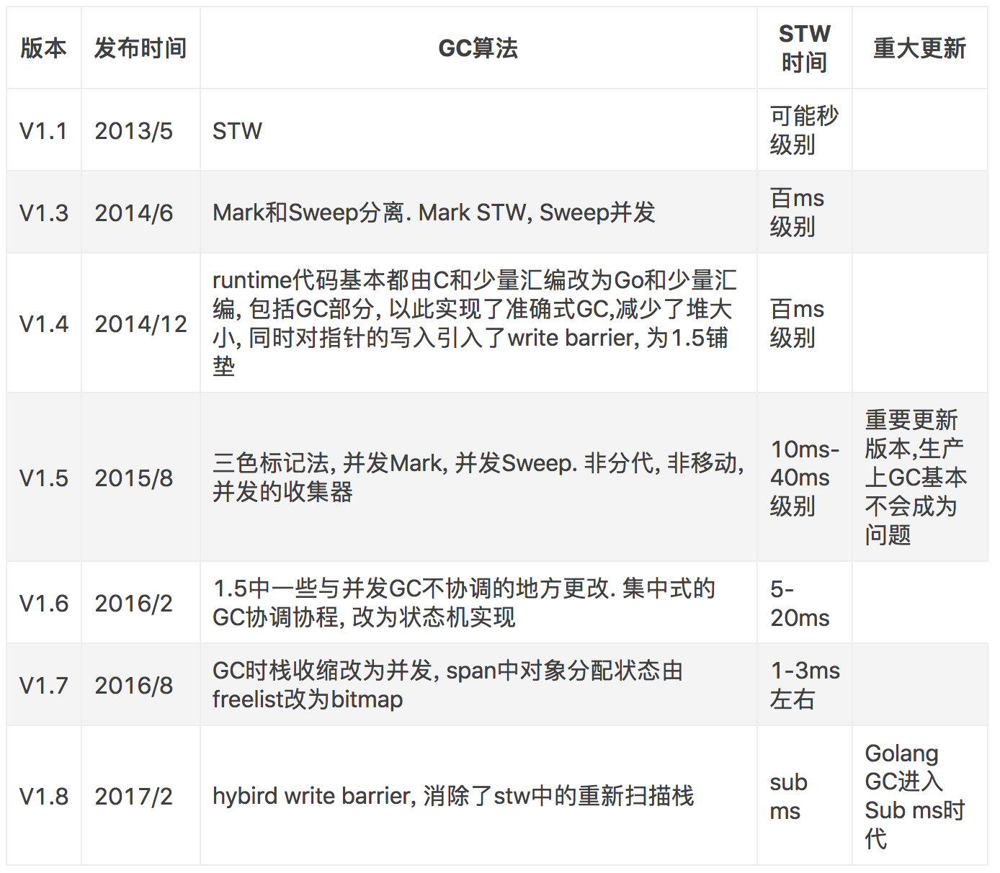 版本
发布时间
GC算法
STW
时间
重大更新
V1.1
2013/5
STW
可能秒
级别
V1.3
2014/6
Mark和Sweep分离. Mark STW, Sweep并发
百ms
级别
V1.4
2014/12
runtime代码基本都由C和少量汇编改为Go和少量汇
编, 包括GC部分, 以此实现了准确式GC,减少了堆大
小, 同时对指针的写入引入了write barrier, 为1.5铺
垫
百ms
级别
V1.5
2015/8
三色标记法, 并发Mark, 并发Sweep. 非分代, 非移动,
并发的收集器
10ms-
40ms
级别
重要更新
版本,生产
上GC基本
不会成为
问题
V1.6
2016/2
1.5中一些与并发GC不协调的地方更改. 集中式的
GC协调协程, 改为状态机实现
5-
20ms
V1.7
2016/8
GC时栈收缩改为并发, span中对象分配状态由
freelist改为bitmap
1-3ms
左右
V1.8
2017/2
hybird write barrier, 消除了stw中的重新扫描栈
sub
ms
Golang
GC进入
Sub ms时
代